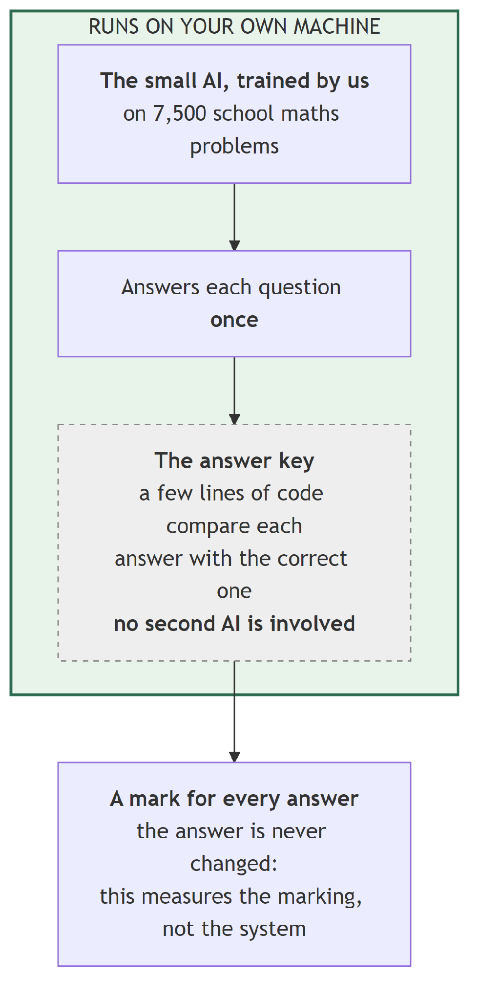 RUNS ON YOUR OWN MACHINE
The small AI, trained by us
on 7,500 school maths
problems
Answers each question
once
The answer key
a few lines of code
compare each
answer with the correct
one
no second AI is involved
A mark for every answer
the answer is never
changed:
this measures the marking,
not the system